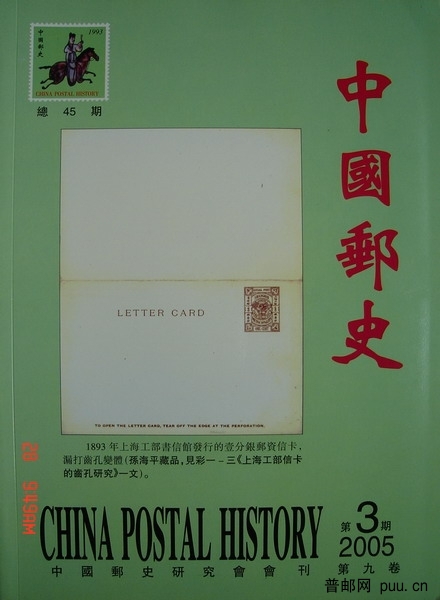 中國郵史
1993
CHINA POSTAL HISTORY
總 45 期
中國郵史
LETTER CARD
TO OPEN THE LETTER CARD, TEAR OFF THE EDGE AT THE PERFORATION.
1893 年上海工部書信館發行的壹分銀郵資信卡，
漏打齒孔變體(孫海平藏品，見彩一－三《上海工部信卡
的齒孔研究》一文)。
28 9:49AM
CHINA POSTAL HISTORY
第3期
2005
中國郵史研究會會刊 第九卷
普邮网 puu.cn